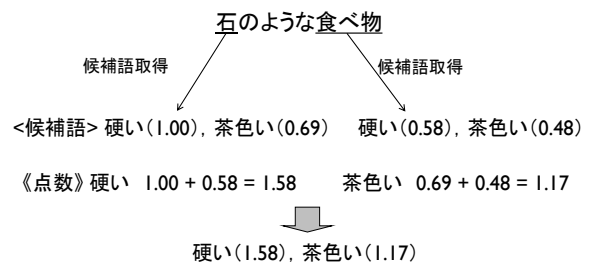 石のような食べ物
候補語取得 候補語取得
<候補語> 硬い(1.00), 茶色い(0.69) 硬い(0.58), 茶色い(0.48)
《点数》 硬い 1.00 + 0.58 = 1.58 茶色い 0.69 + 0.48 = 1.17
硬い(1.58), 茶色い(1.17)